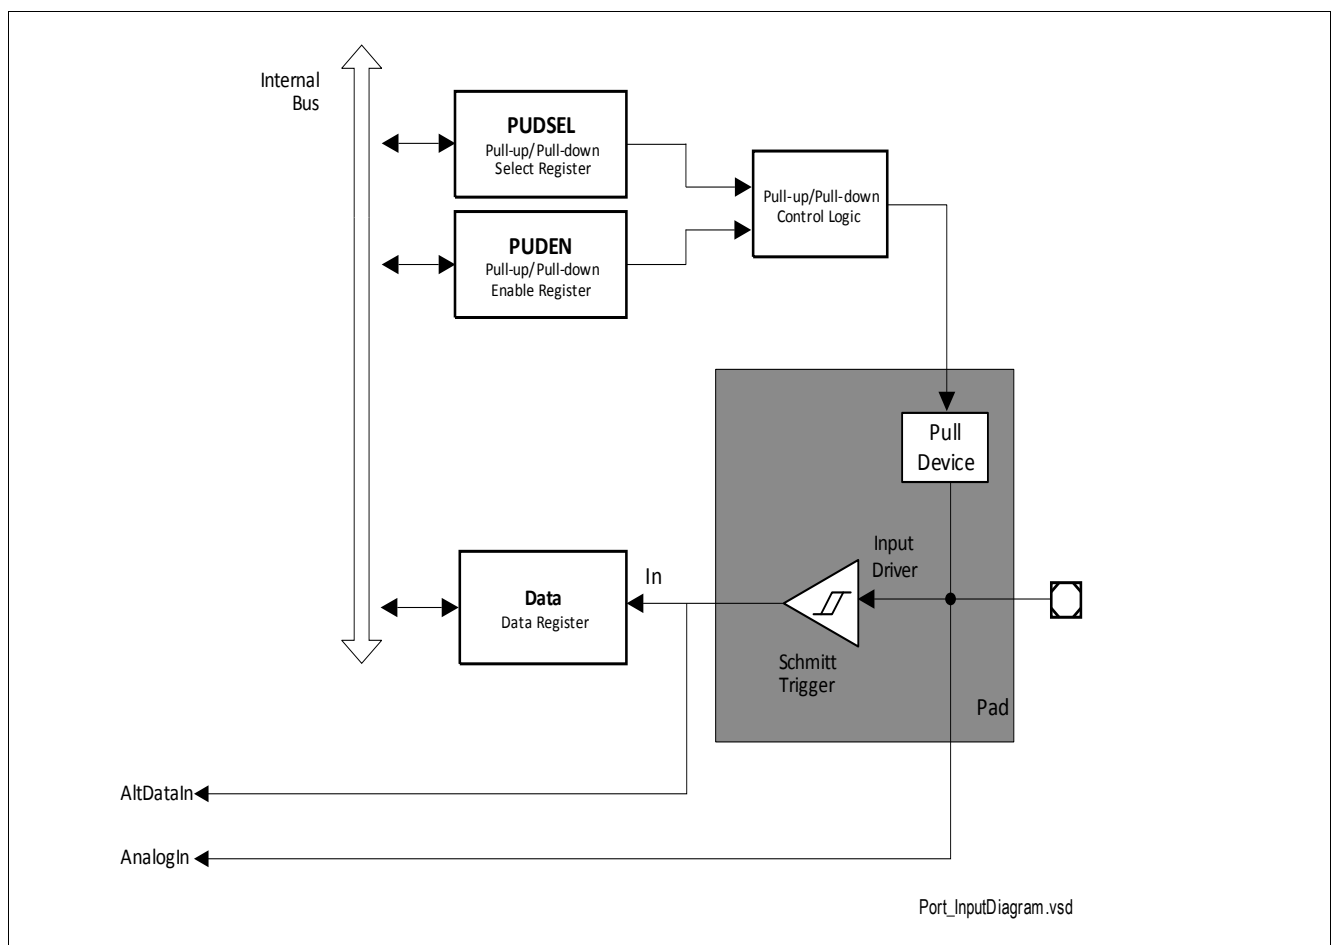 Internal
Bus
PUDSEL
Pull-up/Pull-down
Select Register
PUDEN
Pull-up/Pull-down
Enable Register
Pull-up/Pull-down
Control Logic
Pull
Device
Input
Driver
In
Data
Data Register
Schmitt
Trigger
Pad
AltDataIn
AnalogIn
Port_InputDiagram.vsd